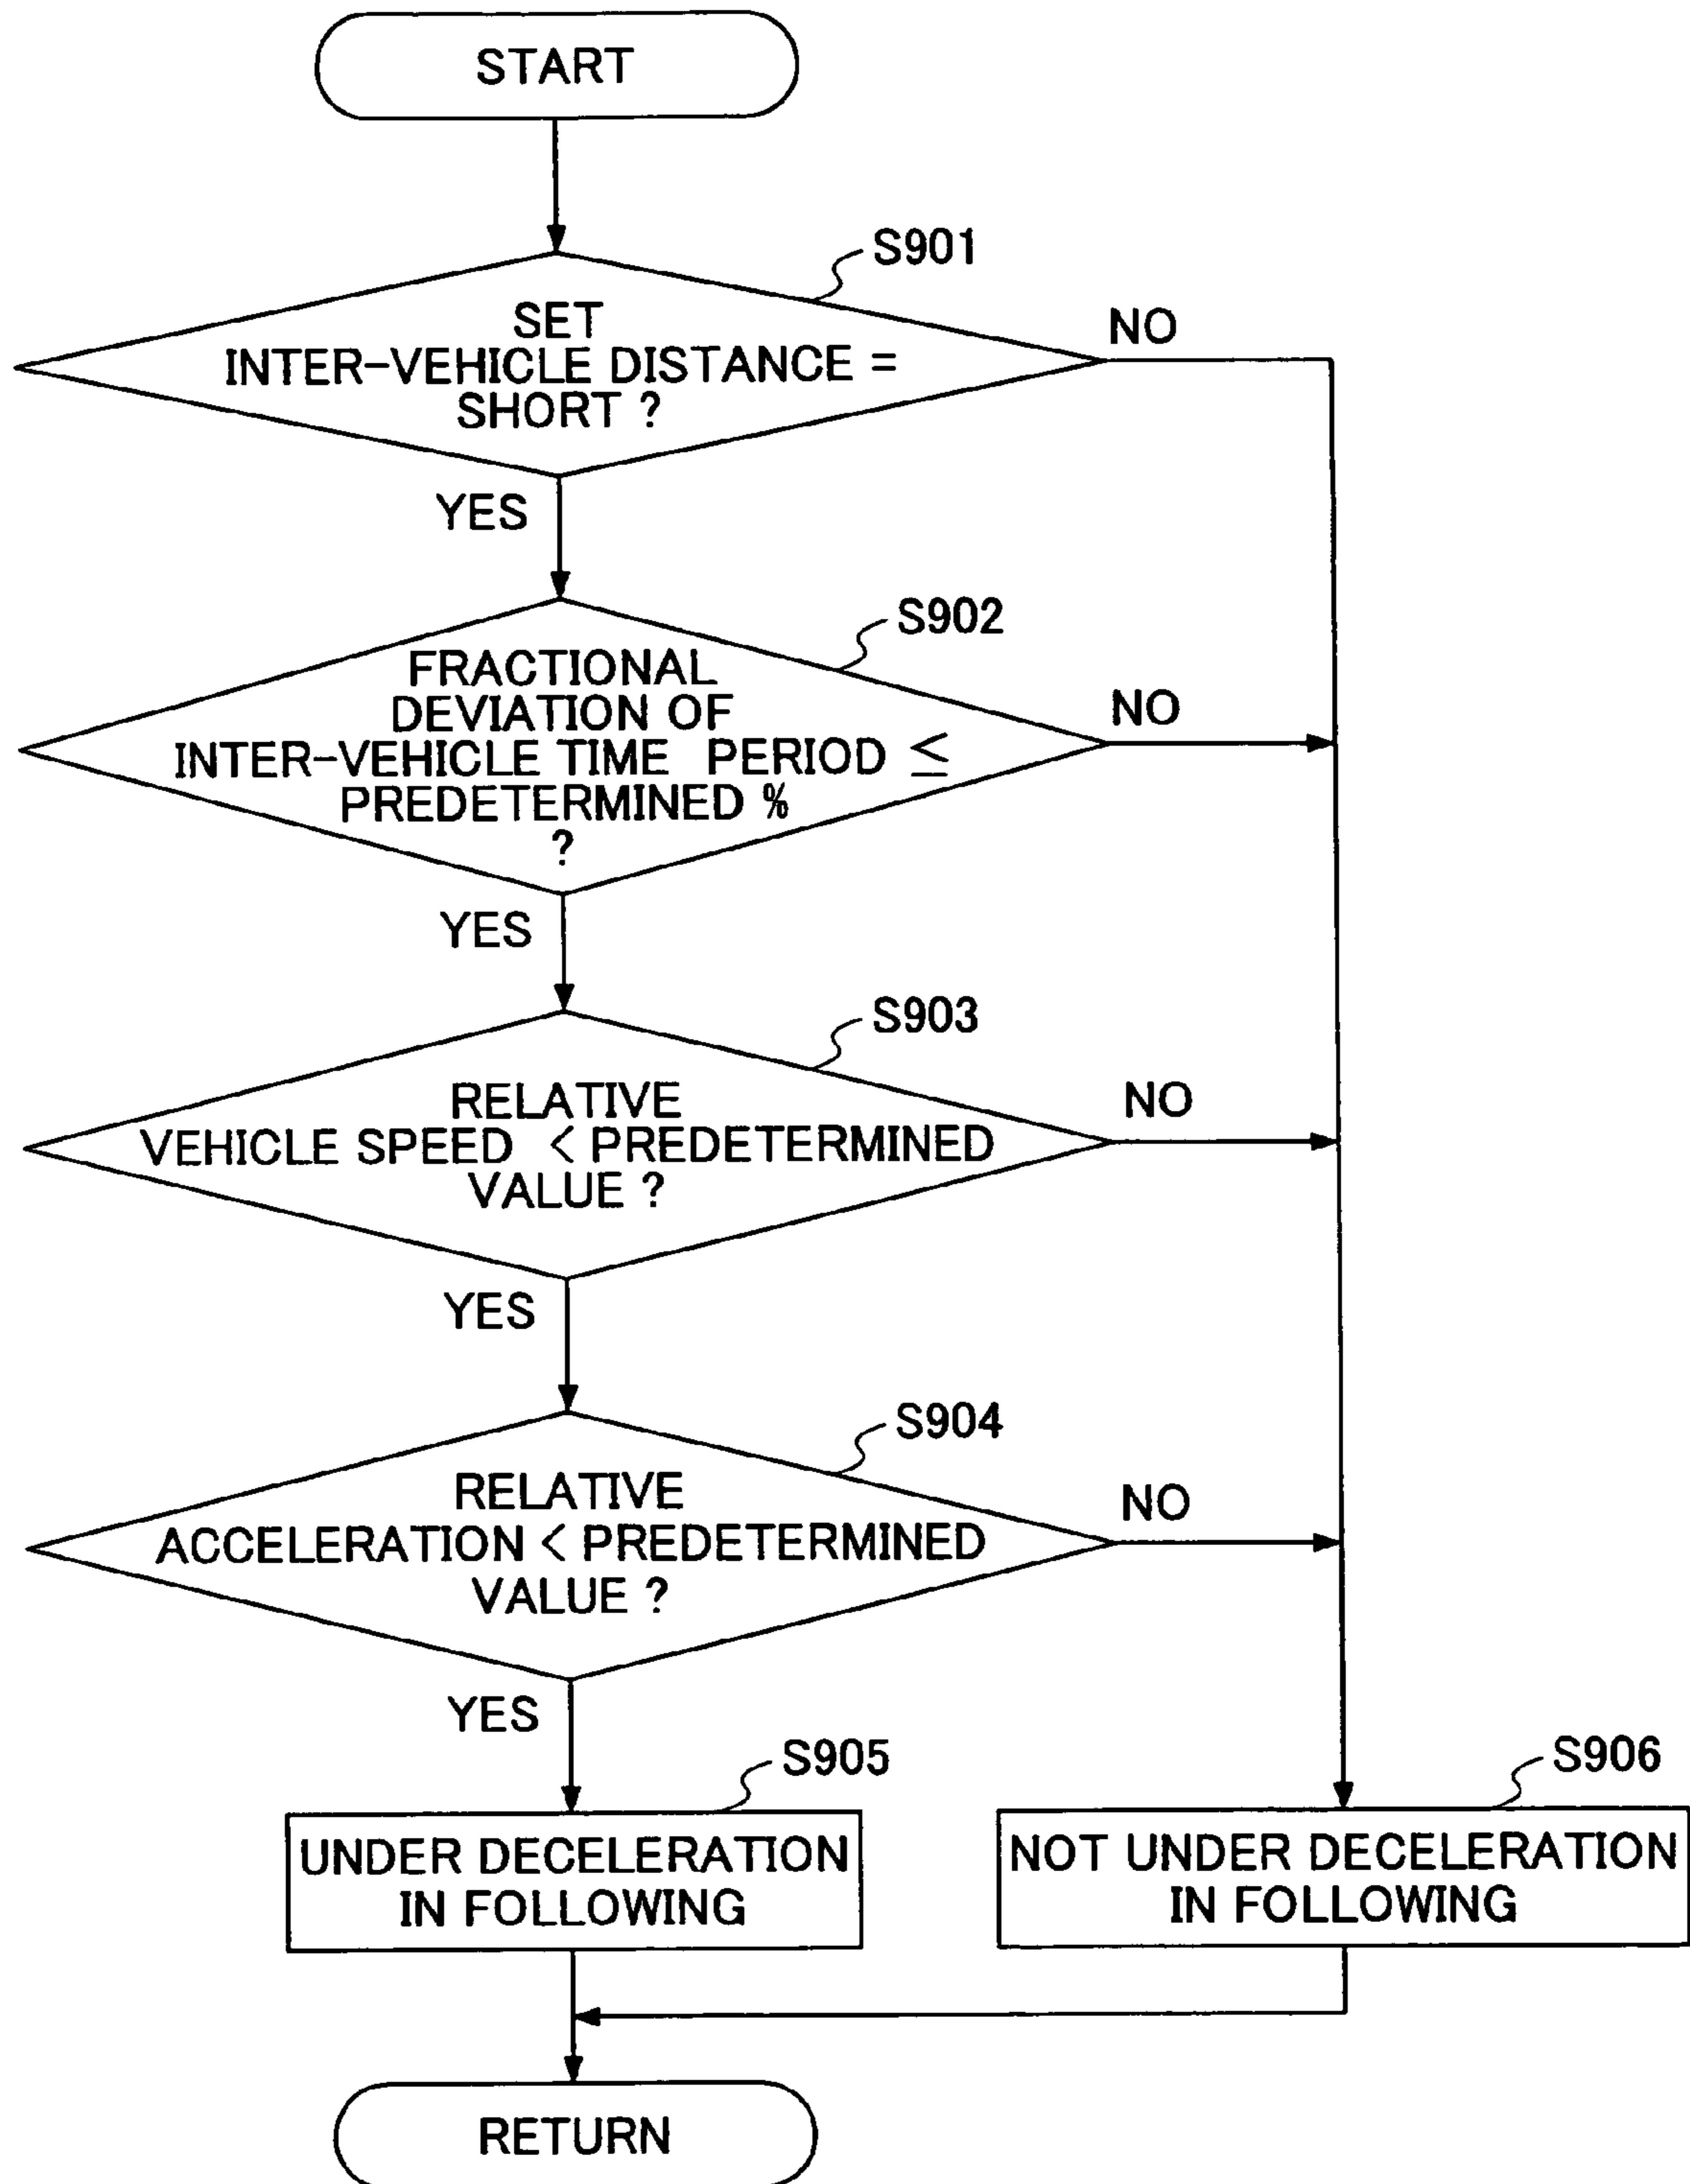 START
S901
SET
INTER-VEHICLE DISTANCE =
SHORT ?
NO
YES
S902
FRACTIONAL
DEVIATION OF
INTER-VEHICLE TIME PERIOD ≤
PREDETERMINED %
?
NO
YES
S903
RELATIVE
VEHICLE SPEED < PREDETERMINED
VALUE ?
NO
YES
S904
RELATIVE
ACCELERATION < PREDETERMINED
VALUE ?
NO
YES
S905
UNDER DECELERATION
IN FOLLOWING
S906
NOT UNDER DECELERATION
IN FOLLOWING
RETURN